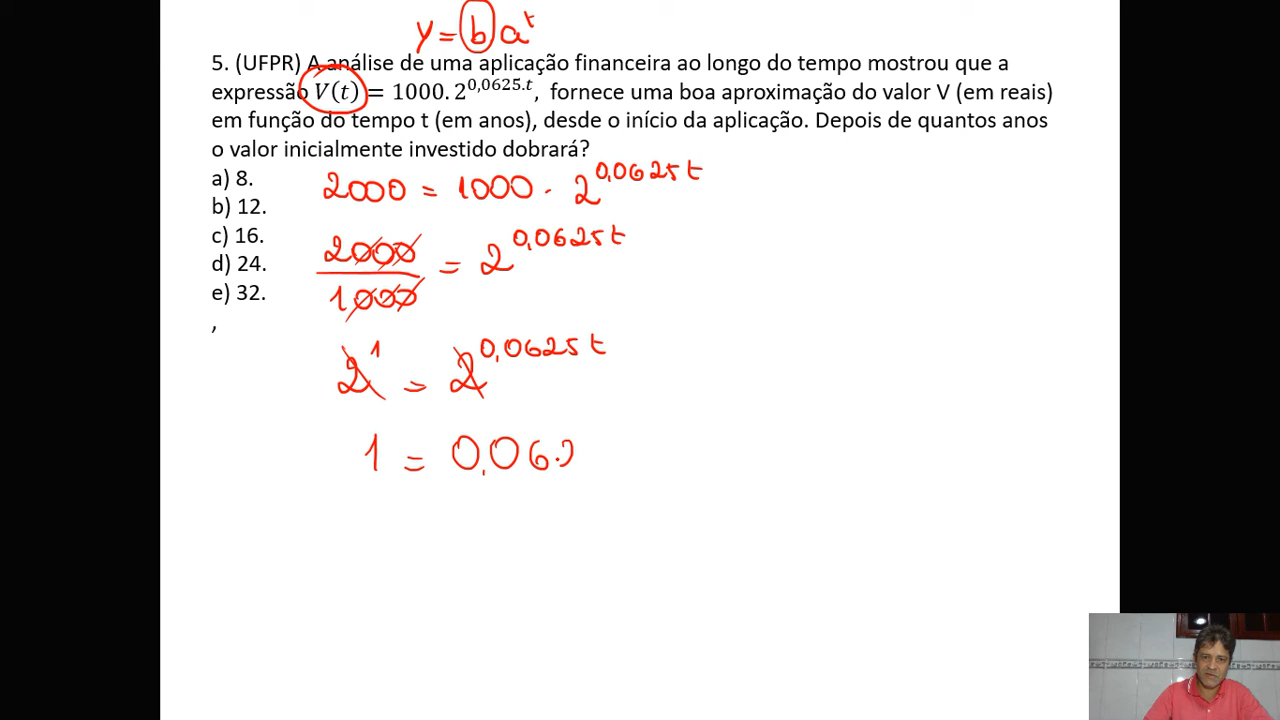 y = b a^t
5. (UFPR) A análise de uma aplicação financeira ao longo do tempo mostrou que a
expressão V(t) = 1000. 2^{0,0625.t}, fornece uma boa aproximação do valor V (em reais)
em função do tempo t (em anos), desde o início da aplicação. Depois de quantos anos
o valor inicialmente investido dobrará?
a) 8.
b) 12.
c) 16.
d) 24.
e) 32.
,
2000 = 1000 . 2^{0,0625t}
2000/1000 = 2^{0,0625t}
2^1 = 2^{0,0625t}
1 = 0,06